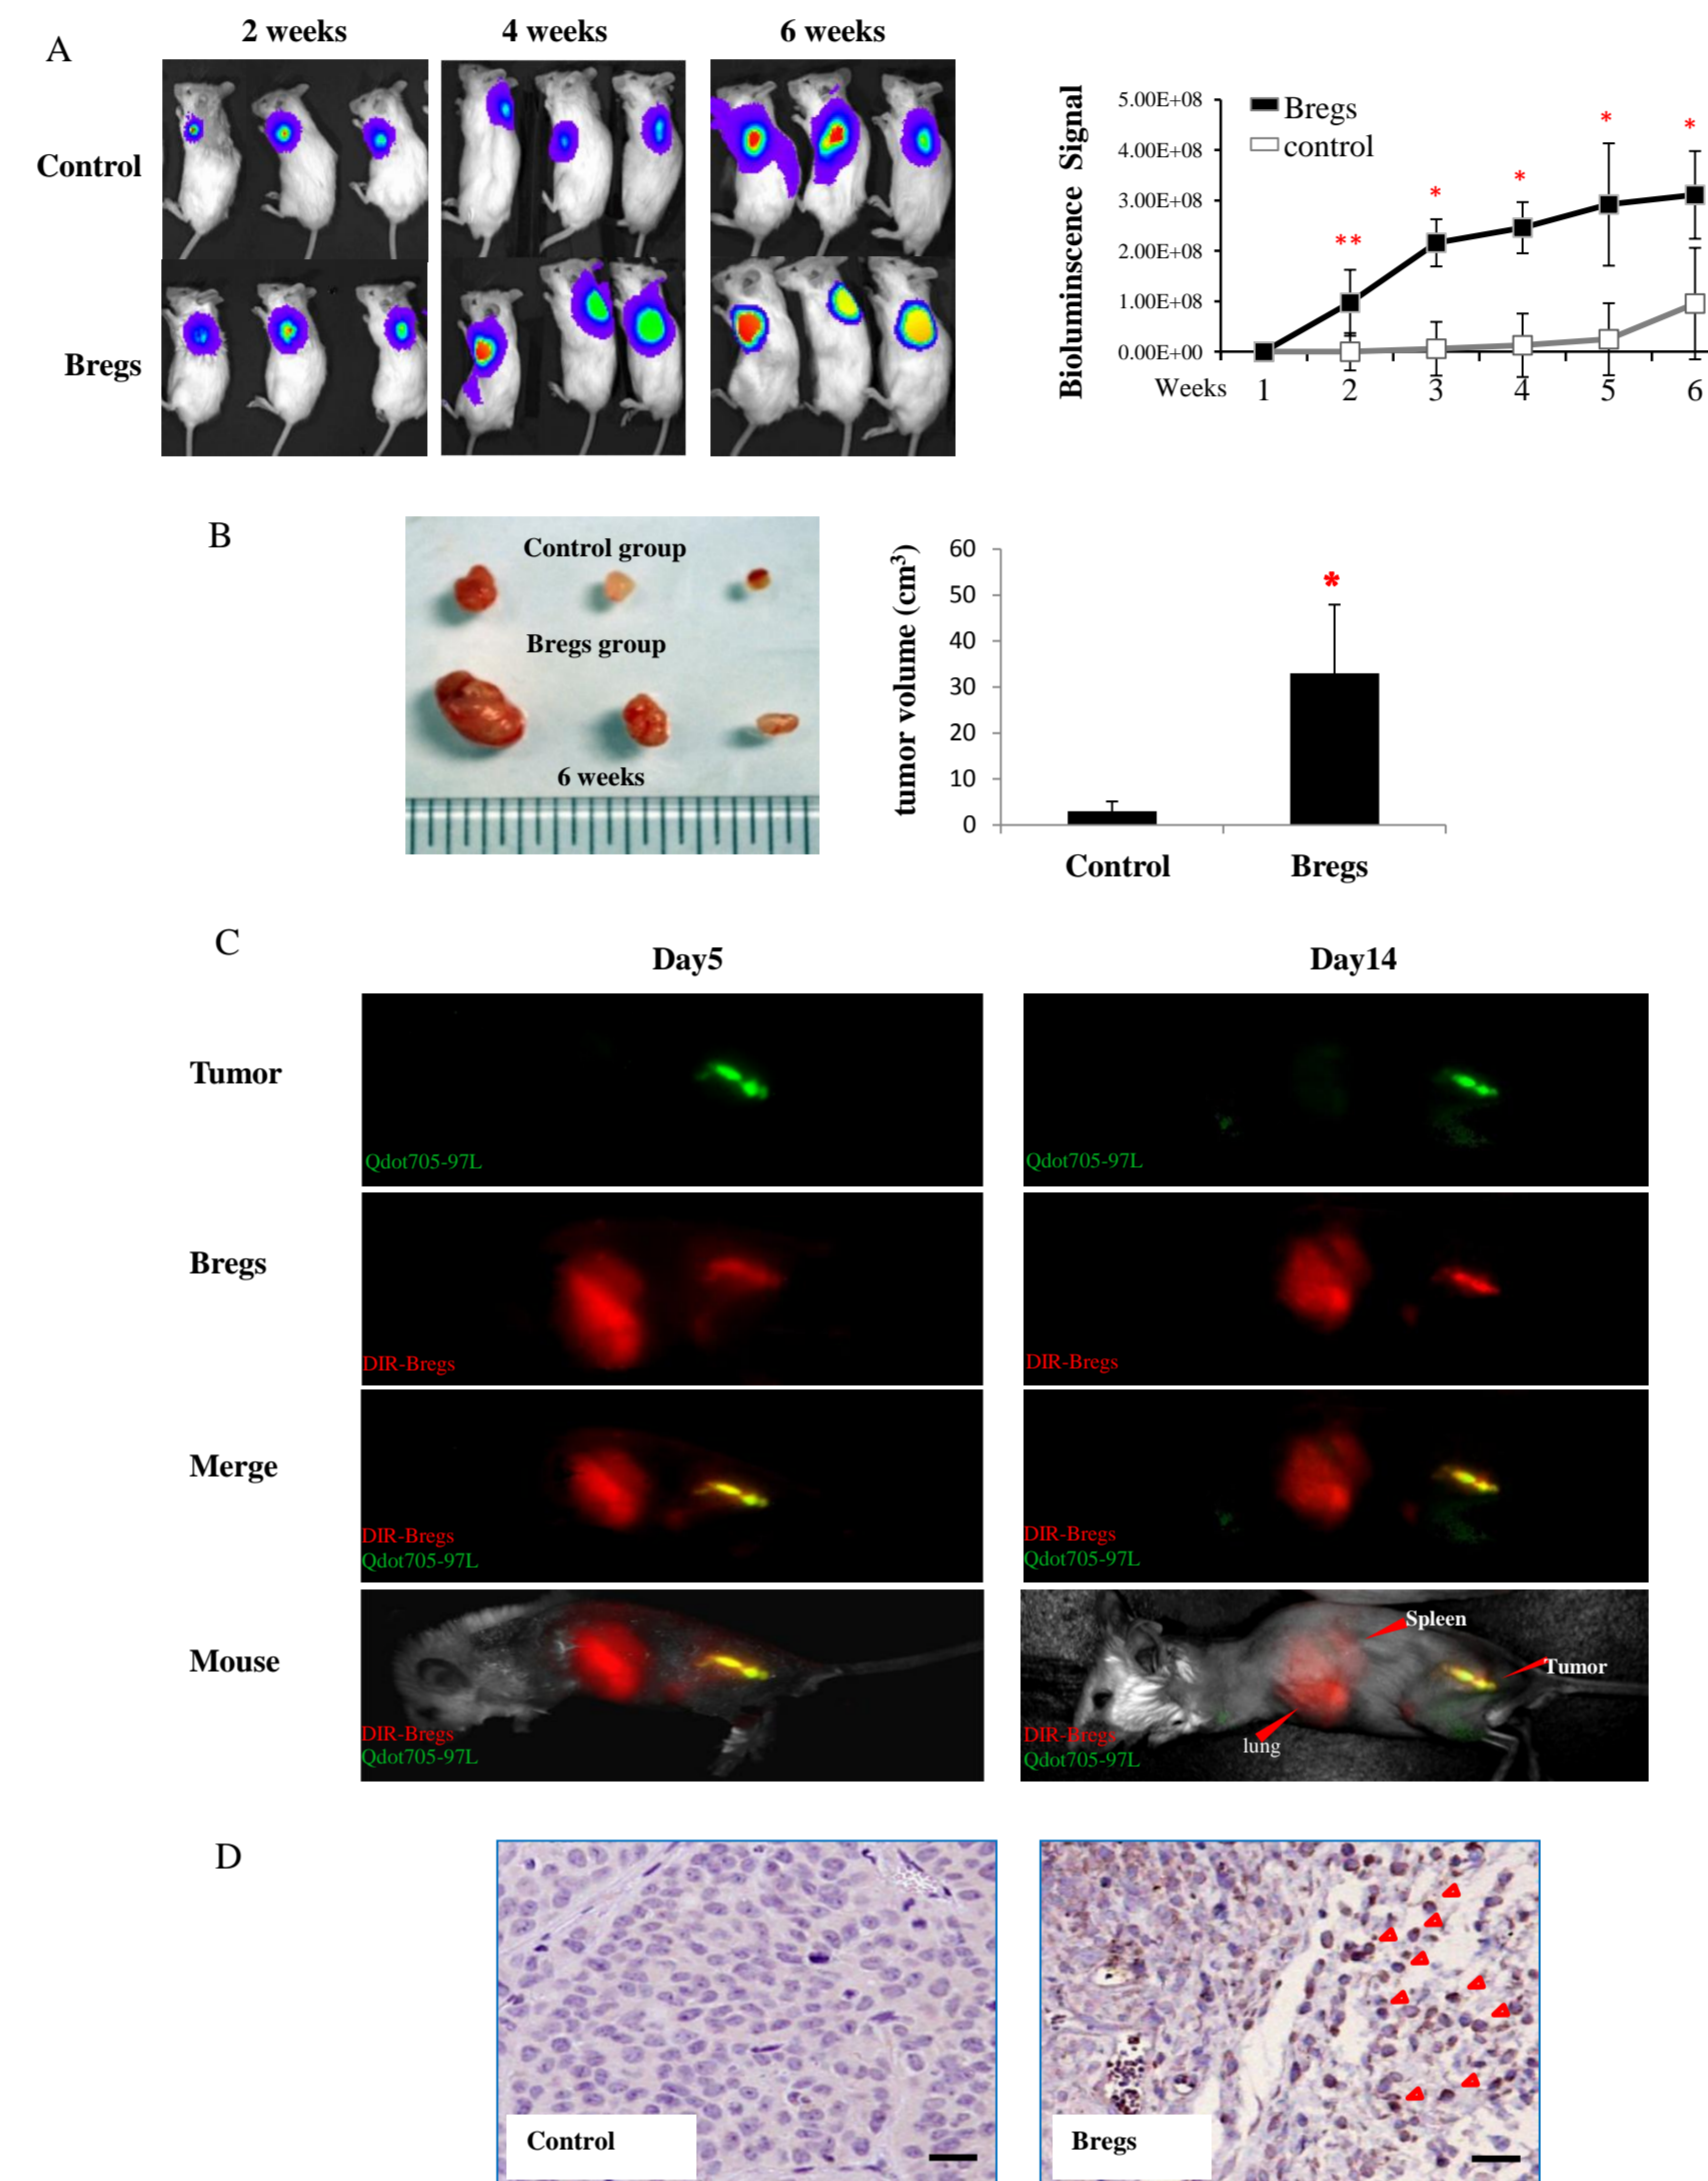 A
2 weeks
4 weeks
6 weeks
Control
Bregs
Bioluminscence Signal
5.00E+08
4.00E+08
3.00E+08
2.00E+08
1.00E+08
0.00E+00
Bregs
control
**
*
*
*
*
Weeks
1
2
3
4
5
6
B
Control group
Bregs group
6 weeks
tumor volume (cm³)
60
50
40
30
20
10
0
*
Control
Bregs
C
Day5
Day14
Tumor
Qdot705-97L
Qdot705-97L
Bregs
DIR-Bregs
DIR-Bregs
Merge
DIR-Bregs
Qdot705-97L
DIR-Bregs
Qdot705-97L
Mouse
DIR-Bregs
Qdot705-97L
Spleen
Tumor
lung
DIR-Bregs
Qdot705-97L
D
Control
Bregs